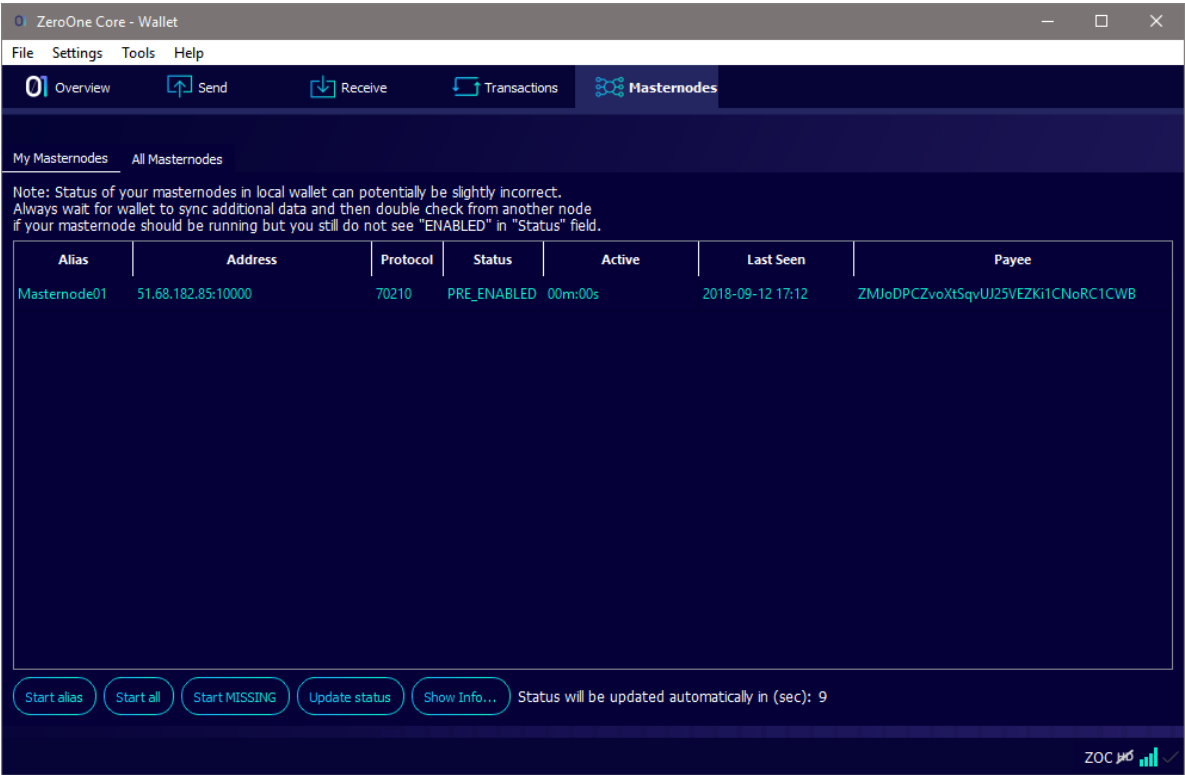 ZeroOne Core - Wallet
File Settings Tools Help
01 Overview Send Receive Transactions Masternodes
My Masternodes All Masternodes
Note: Status of your masternodes in local wallet can potentially be slightly incorrect.
Always wait for wallet to sync additional data and then double check from another node
if your masternode should be running but you still do not see "ENABLED" in "Status" field.
Alias Address Protocol Status Active Last Seen Payee
Masternode01 51.68.182.85:10000 70210 PRE_ENABLED 00m:00s 2018-09-12 17:12 ZMJoDPCZvoXtSqvUJ25VEZKi1CNoRC1CWB
Start alias Start all Start MISSING Update status Show Info... Status will be updated automatically in (sec): 9
ZOC HD